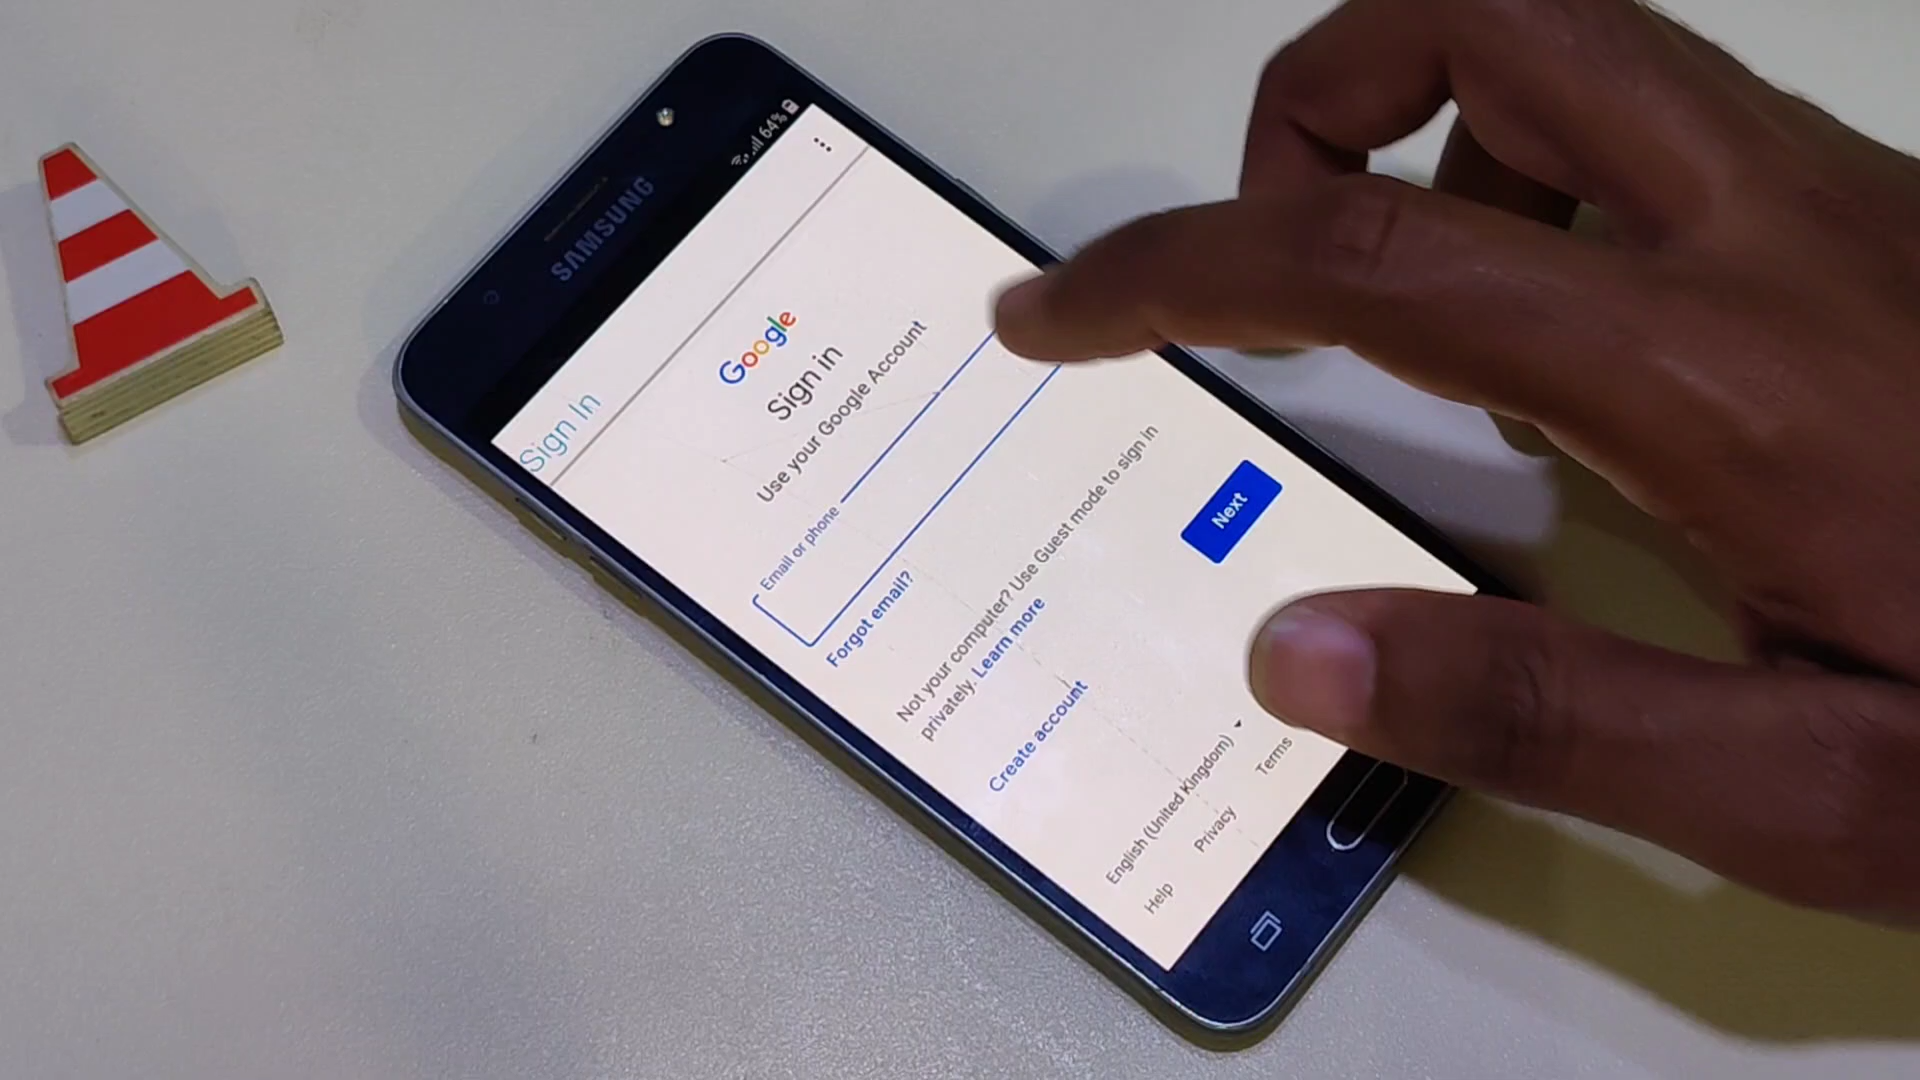 64%
SAMSUNG
Sign In
Google
Sign in
Use your Google Account
Email or phone
Forgot email?
Not your computer? Use Guest mode to sign in
privately. Learn more
Create account
Next
English (United Kingdom)
Help Privacy Terms